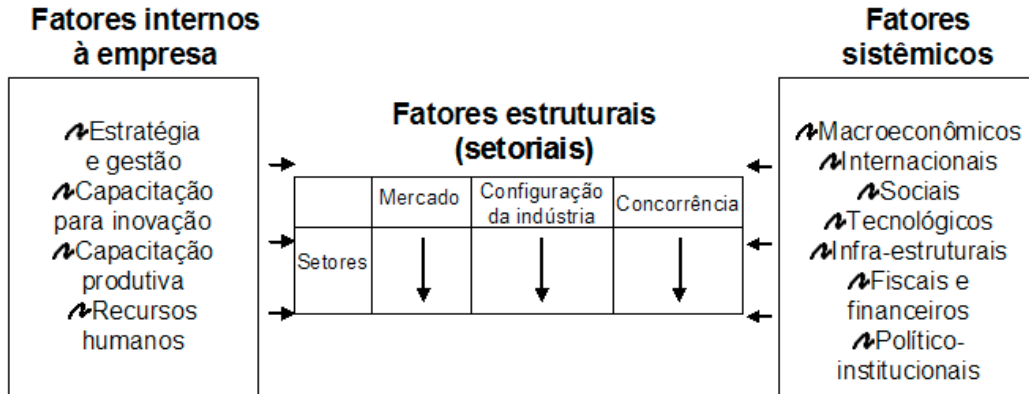 Fatores internos
à empresa
Estratégia
e gestão
Capacitação
para inovação
Capacitação
produtiva
Recursos
humanos
Fatores estruturais
(setoriais)
Mercado
Configuração
da indústria
Concorrência
Setores
Fatores
sistêmicos
Macroeconômicos
Internacionais
Sociais
Tecnológicos
Infra-estruturais
Fiscais e
financeiros
Político-
institucionais